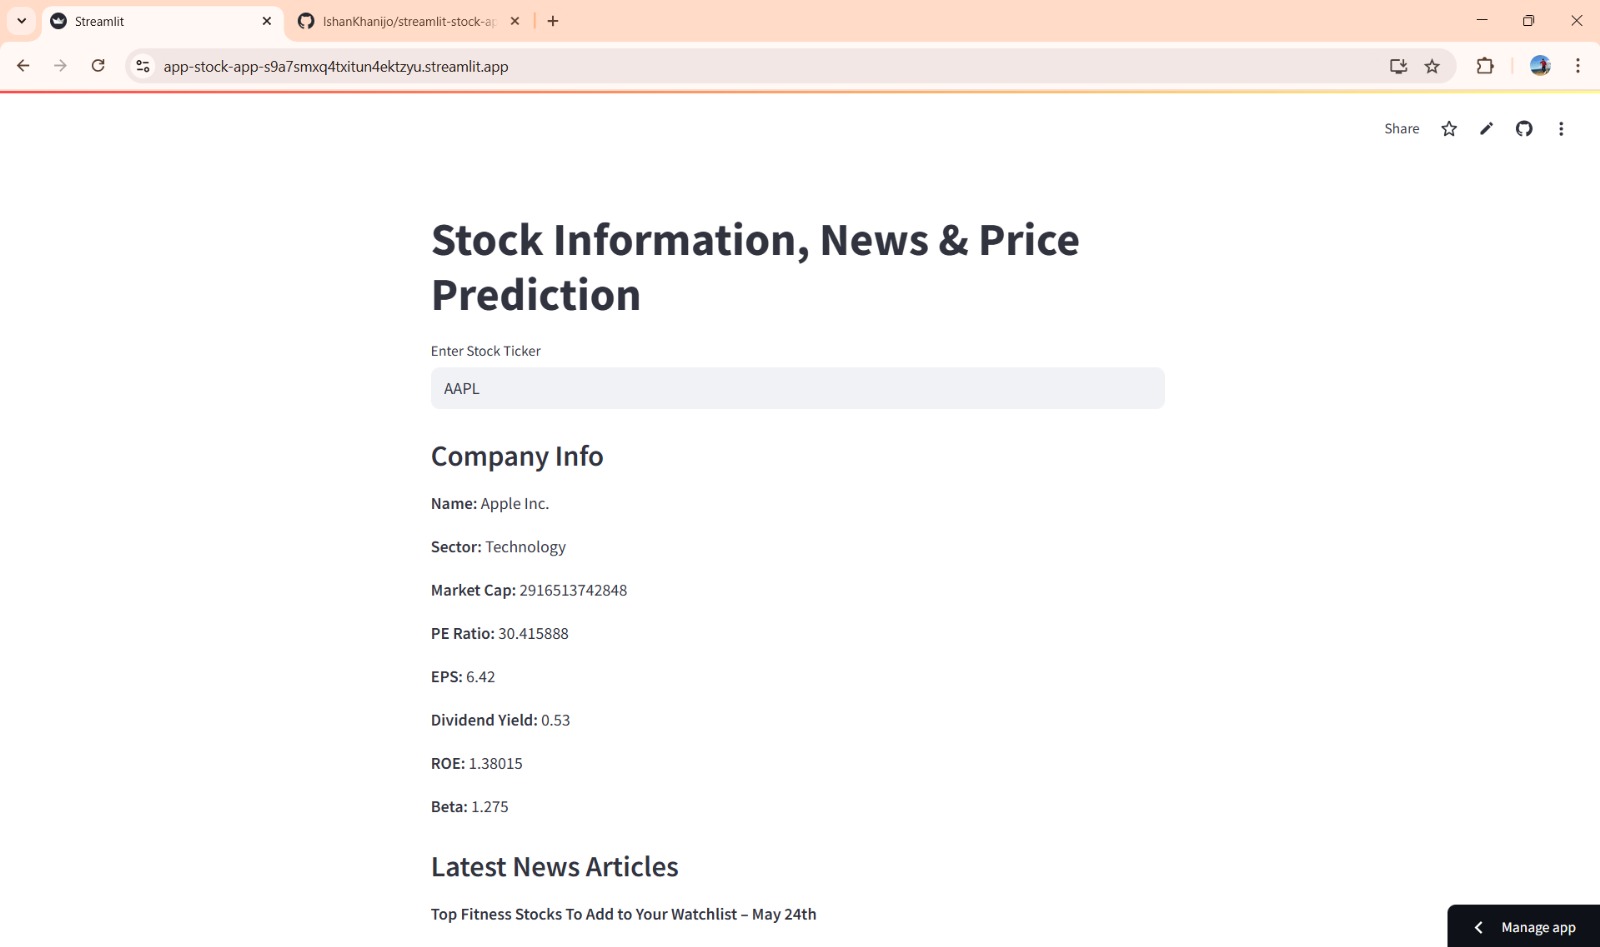 Streamlit
IshanKhanijo/streamlit-stock-ap
app-stock-app-s9a7smxq4txitun4ektzyu.streamlit.app
Share
Stock Information, News & Price
Prediction
Enter Stock Ticker
AAPL
Company Info
Name: Apple Inc.
Sector: Technology
Market Cap: 2916513742848
PE Ratio: 30.415888
EPS: 6.42
Dividend Yield: 0.53
ROE: 1.38015
Beta: 1.275
Latest News Articles
Top Fitness Stocks To Add to Your Watchlist – May 24th
Manage app